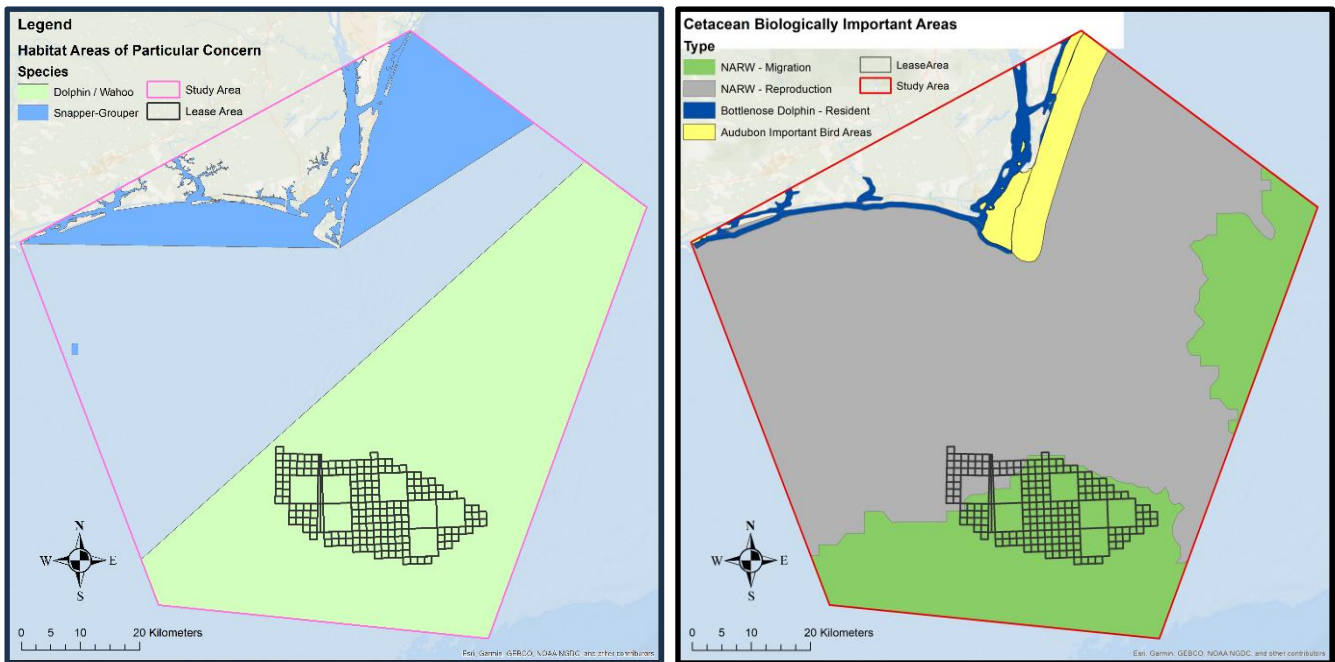 Legend
Habitat Areas of Particular Concern
Species
Dolphin / Wahoo
Study Area
Snapper-Grouper
Lease Area
N
W E
S
0 5 10 20 Kilometers
Esri, Garmin, GEBCO, NOAA NGDC, and other contributors
Cetacean Biologically Important Areas
Type
NARW - Migration
LeaseArea
NARW - Reproduction
Study Area
Bottlenose Dolphin - Resident
Audubon Important Bird Areas
N
W E
S
0 5 10 20 Kilometers
Esri, Garmin, GEBCO, NOAA NGDC, and other contributors